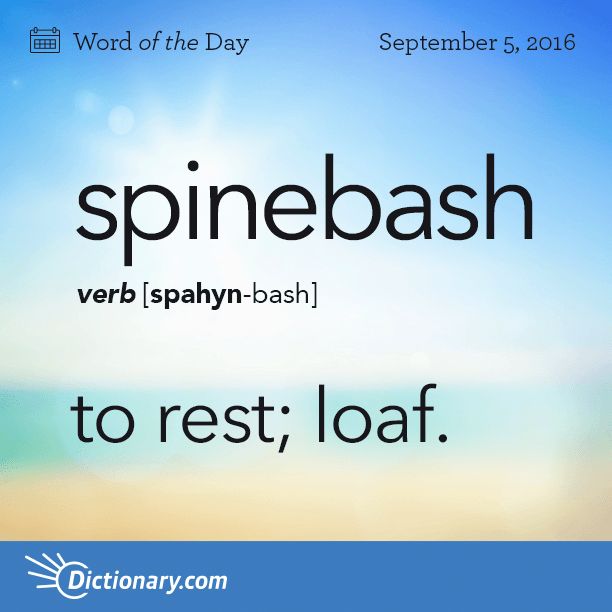 Word of the Day
September 5, 2016
spinebash
verb [spahyn-bash]
to rest; loaf.
Dictionary.com